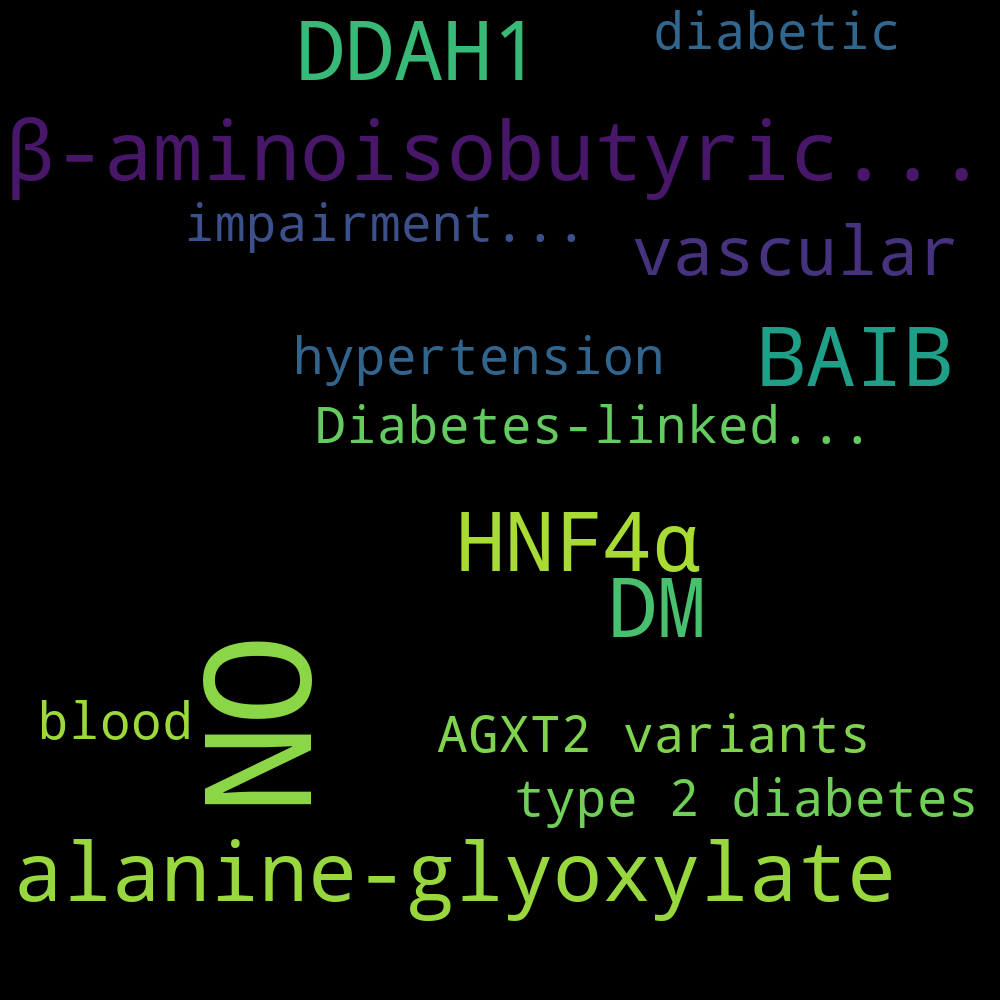 DDAH1
diabetic
β-aminoisobutyric...
impairment...
vascular
hypertension
BAIB
Diabetes-linked...
HNF4α
DM
NO
blood
AGXT2 variants
type 2 diabetes
alanine-glyoxylate